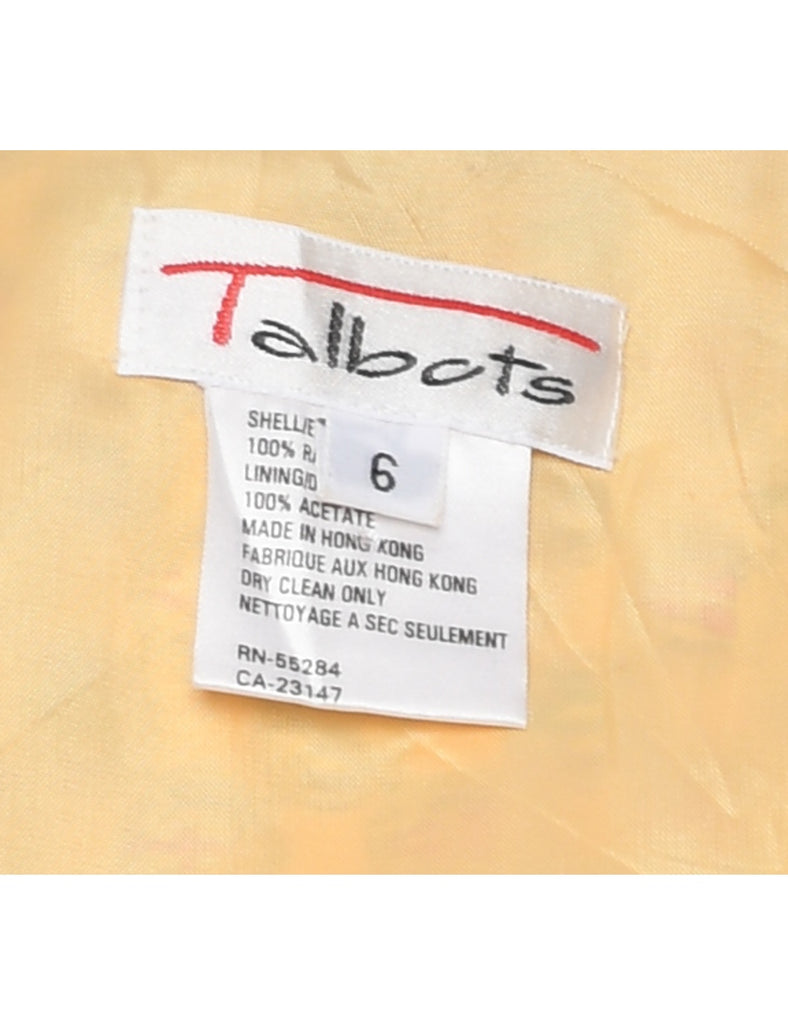 Talbots
6
SHELL/E
100% RA
LINING/D
100% ACETATE
MADE IN HONG KONG
FABRIQUE AUX HONG KONG
DRY CLEAN ONLY
NETTOYAGE A SEC SEULEMENT
RN-55284
CA-23147